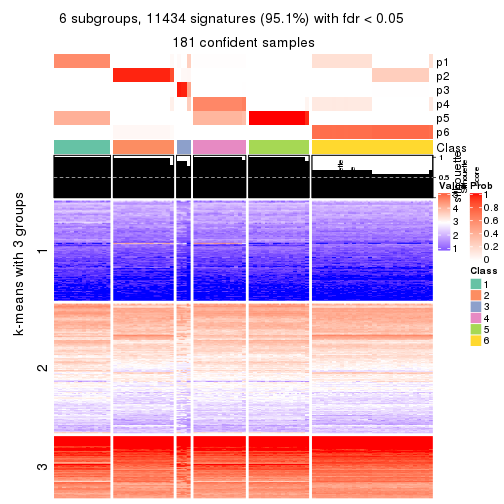 6 subgroups, 11434 signatures (95.1%) with fdr < 0.05
181 confident samples
p1
p2
p3
p4
p5
p6
Class
1
0.5
silhouette
score
Value
4
3
2
1
Prob
1
0.8
0.6
0.4
0.2
0
Class
1
2
3
4
5
6
k-means with 3 groups
1
2
3